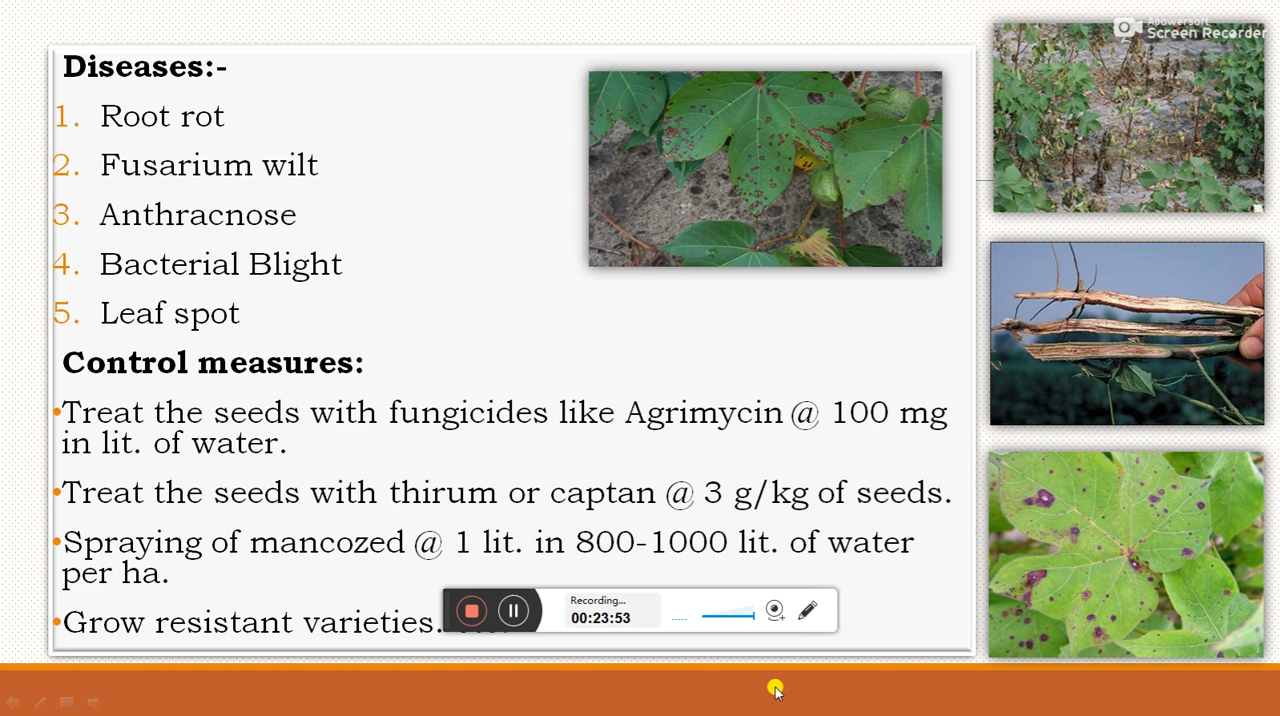 Apowersoft
Screen Recorder
Diseases:-
1. Root rot
2. Fusarium wilt
3. Anthracnose
4. Bacterial Blight
5. Leaf spot
Control measures:
•Treat the seeds with fungicides like Agrimycin @ 100 mg
in lit. of water.
•Treat the seeds with thirum or captan @ 3 g/kg of seeds.
•Spraying of mancozed @ 1 lit. in 800-1000 lit. of water
per ha.
•Grow resistant varieties.
Recording...
00:23:53